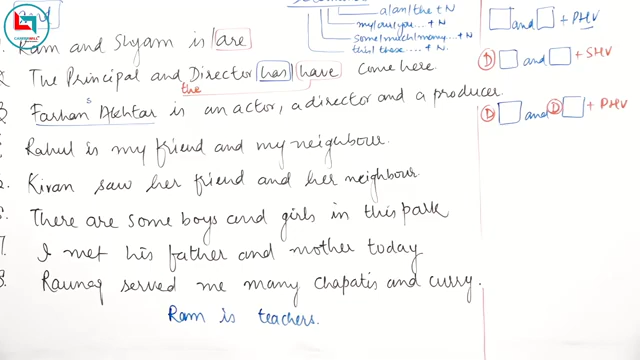 and
a/an/the + N
my/our/you... + N
some/much/many... + N
this/these... + N.
Ram and Shyam is/are
The Principal and Director has have come here.
the
Farhan Akhtar is an actor, a director and a producer.
s
Rahul is my friend and my neighbour
Kiran saw her friend and her neighbour
There are some boys and girls in this park
7. I met his father and mother today
8. Raunaq served me many chapatis and curry.
Ram is teachers.
and + PHV
D and + SHV
D and D + PHV